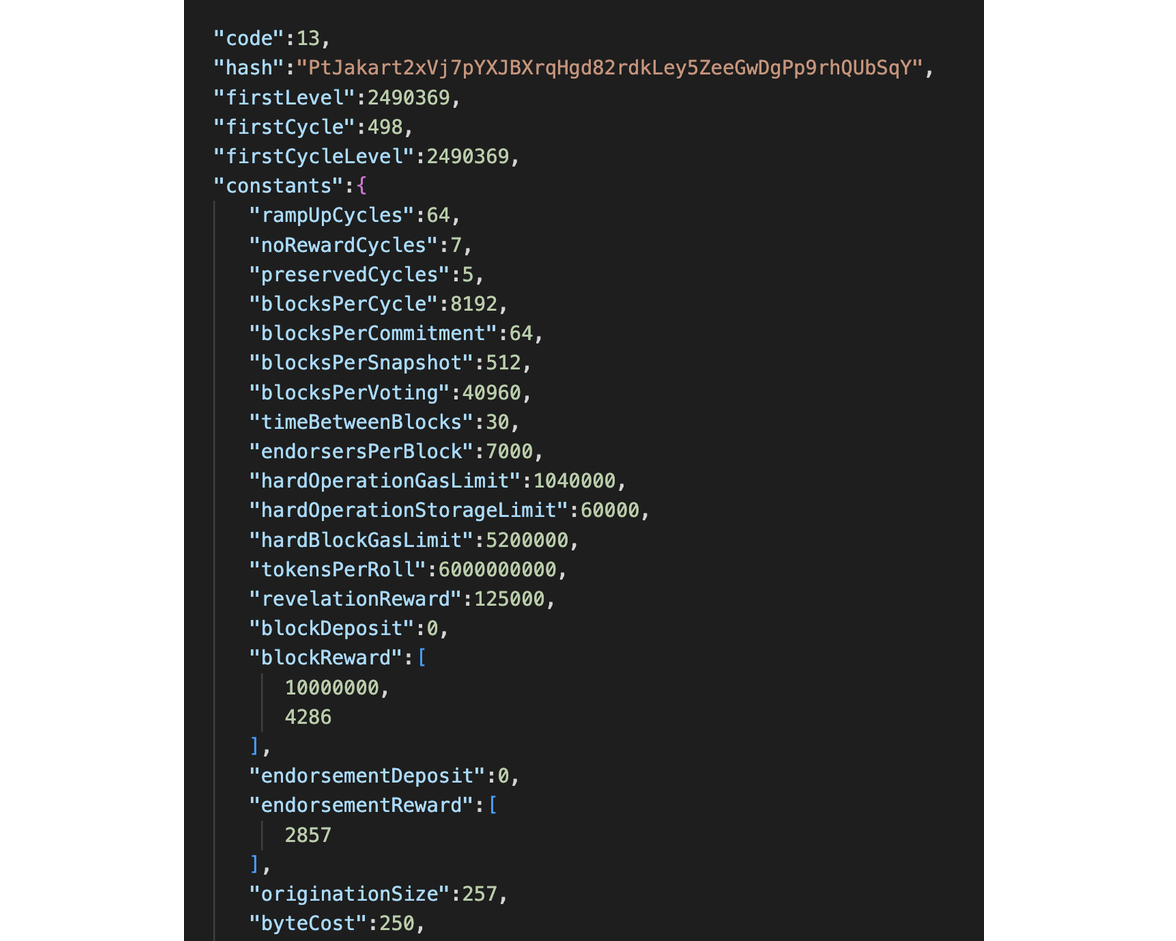 "code":13,
"hash":"PtJakart2xVj7pYXJBXrqHgd82rdkLey5ZeeGwDgPp9rhQUbSqY",
"firstLevel":2490369,
"firstCycle":498,
"firstCycleLevel":2490369,
"constants":{
"rampUpCycles":64,
"noRewardCycles":7,
"preservedCycles":5,
"blocksPerCycle":8192,
"blocksPerCommitment":64,
"blocksPerSnapshot":512,
"blocksPerVoting":40960,
"timeBetweenBlocks":30,
"endorsersPerBlock":7000,
"hardOperationGasLimit":1040000,
"hardOperationStorageLimit":60000,
"hardBlockGasLimit":5200000,
"tokensPerRoll":6000000000,
"revelationReward":125000,
"blockDeposit":0,
"blockReward":[
10000000,
4286
],
"endorsementDeposit":0,
"endorsementReward":[
2857
],
"originationSize":257,
"byteCost":250,